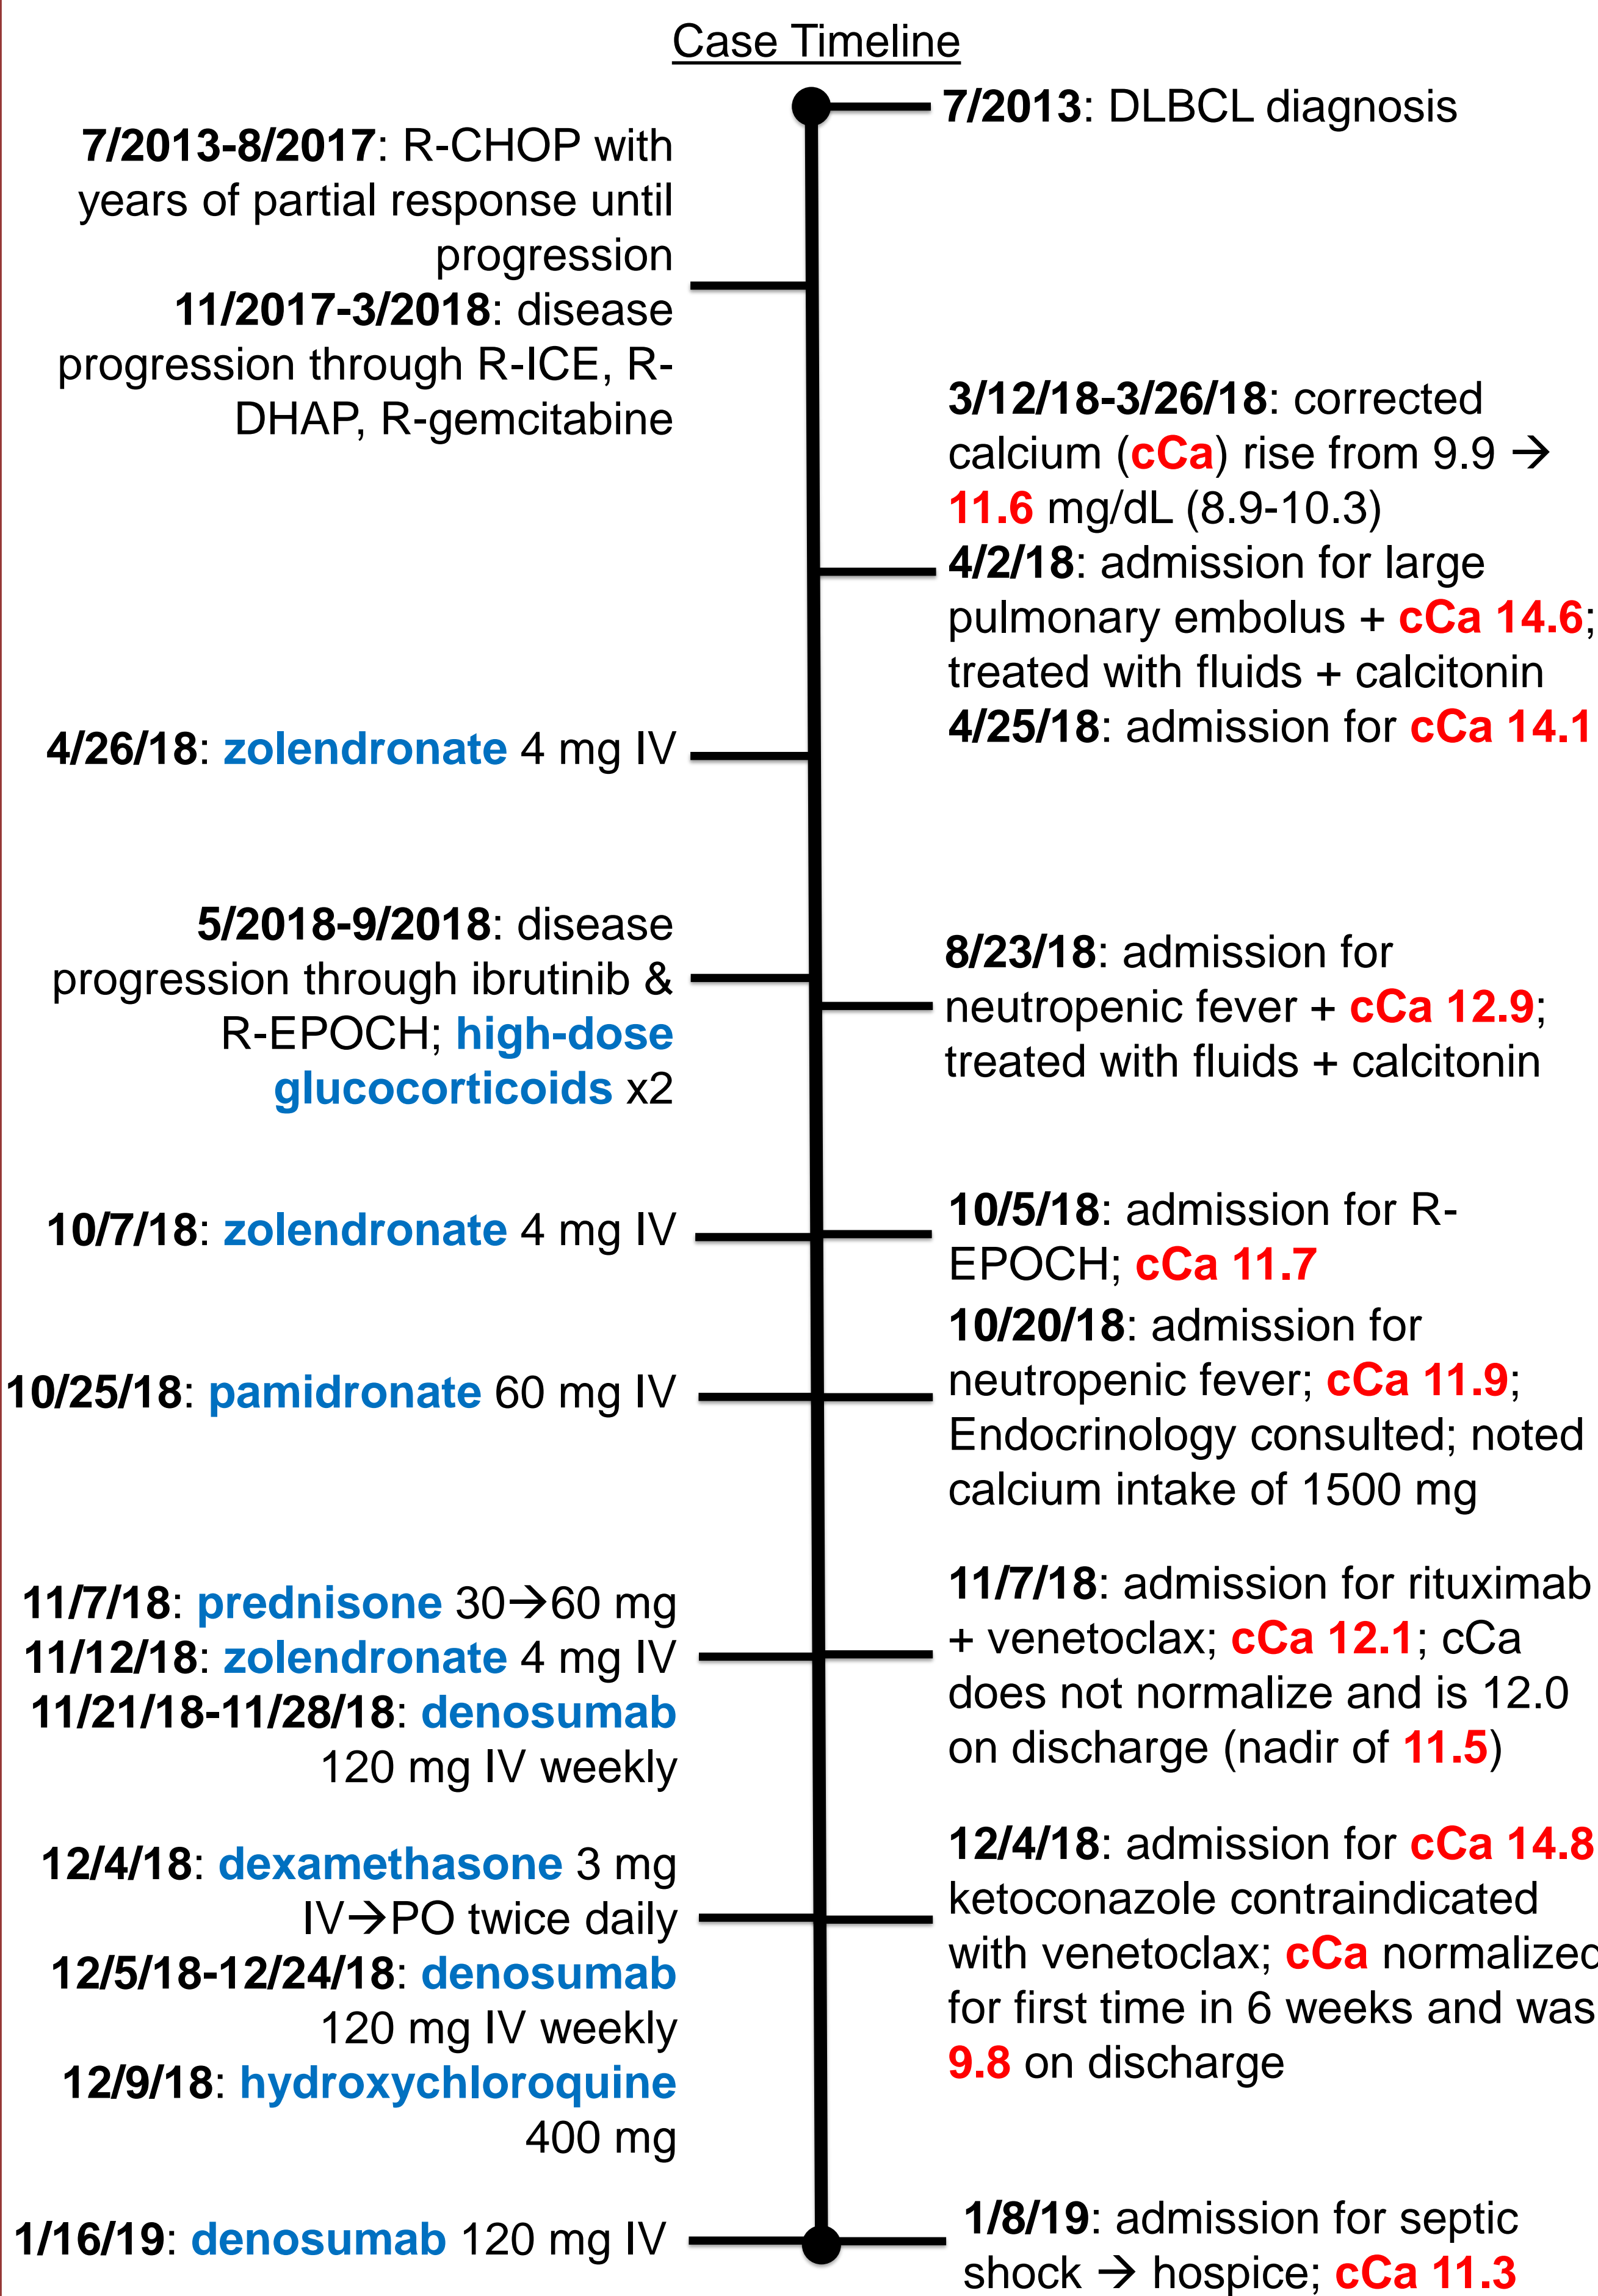 Case Timeline
7/2013: DLBCL diagnosis
7/2013-8/2017: R-CHOP with
years of partial response until
progression
11/2017-3/2018: disease
progression through R-ICE, R-
DHAP, R-gemcitabine
3/12/18-3/26/18: corrected
calcium (cCa) rise from 9.9 →
11.6 mg/dL (8.9-10.3)
4/2/18: admission for large
pulmonary embolus + cCa 14.6;
treated with fluids + calcitonin
4/25/18: admission for cCa 14.1
4/26/18: zolendronate 4 mg IV
5/2018-9/2018: disease
progression through ibrutinib &
R-EPOCH; high-dose
glucocorticoids x2
8/23/18: admission for
neutropenic fever + cCa 12.9;
treated with fluids + calcitonin
10/7/18: zolendronate 4 mg IV
10/5/18: admission for R-
EPOCH; cCa 11.7
10/20/18: admission for
neutropenic fever; cCa 11.9;
Endocrinology consulted; noted
calcium intake of 1500 mg
10/25/18: pamidronate 60 mg IV
11/7/18: prednisone 30→60 mg
11/12/18: zolendronate 4 mg IV
11/21/18-11/28/18: denosumab
120 mg IV weekly
11/7/18: admission for rituximab
+ venetoclax; cCa 12.1; cCa
does not normalize and is 12.0
on discharge (nadir of 11.5)
12/4/18: dexamethasone 3 mg
IV→PO twice daily
12/5/18-12/24/18: denosumab
120 mg IV weekly
12/9/18: hydroxychloroquine
400 mg
12/4/18: admission for cCa 14.8
ketoconazole contraindicated
with venetoclax; cCa normalized
for first time in 6 weeks and was
9.8 on discharge
1/16/19: denosumab 120 mg IV
1/8/19: admission for septic
shock → hospice; cCa 11.3